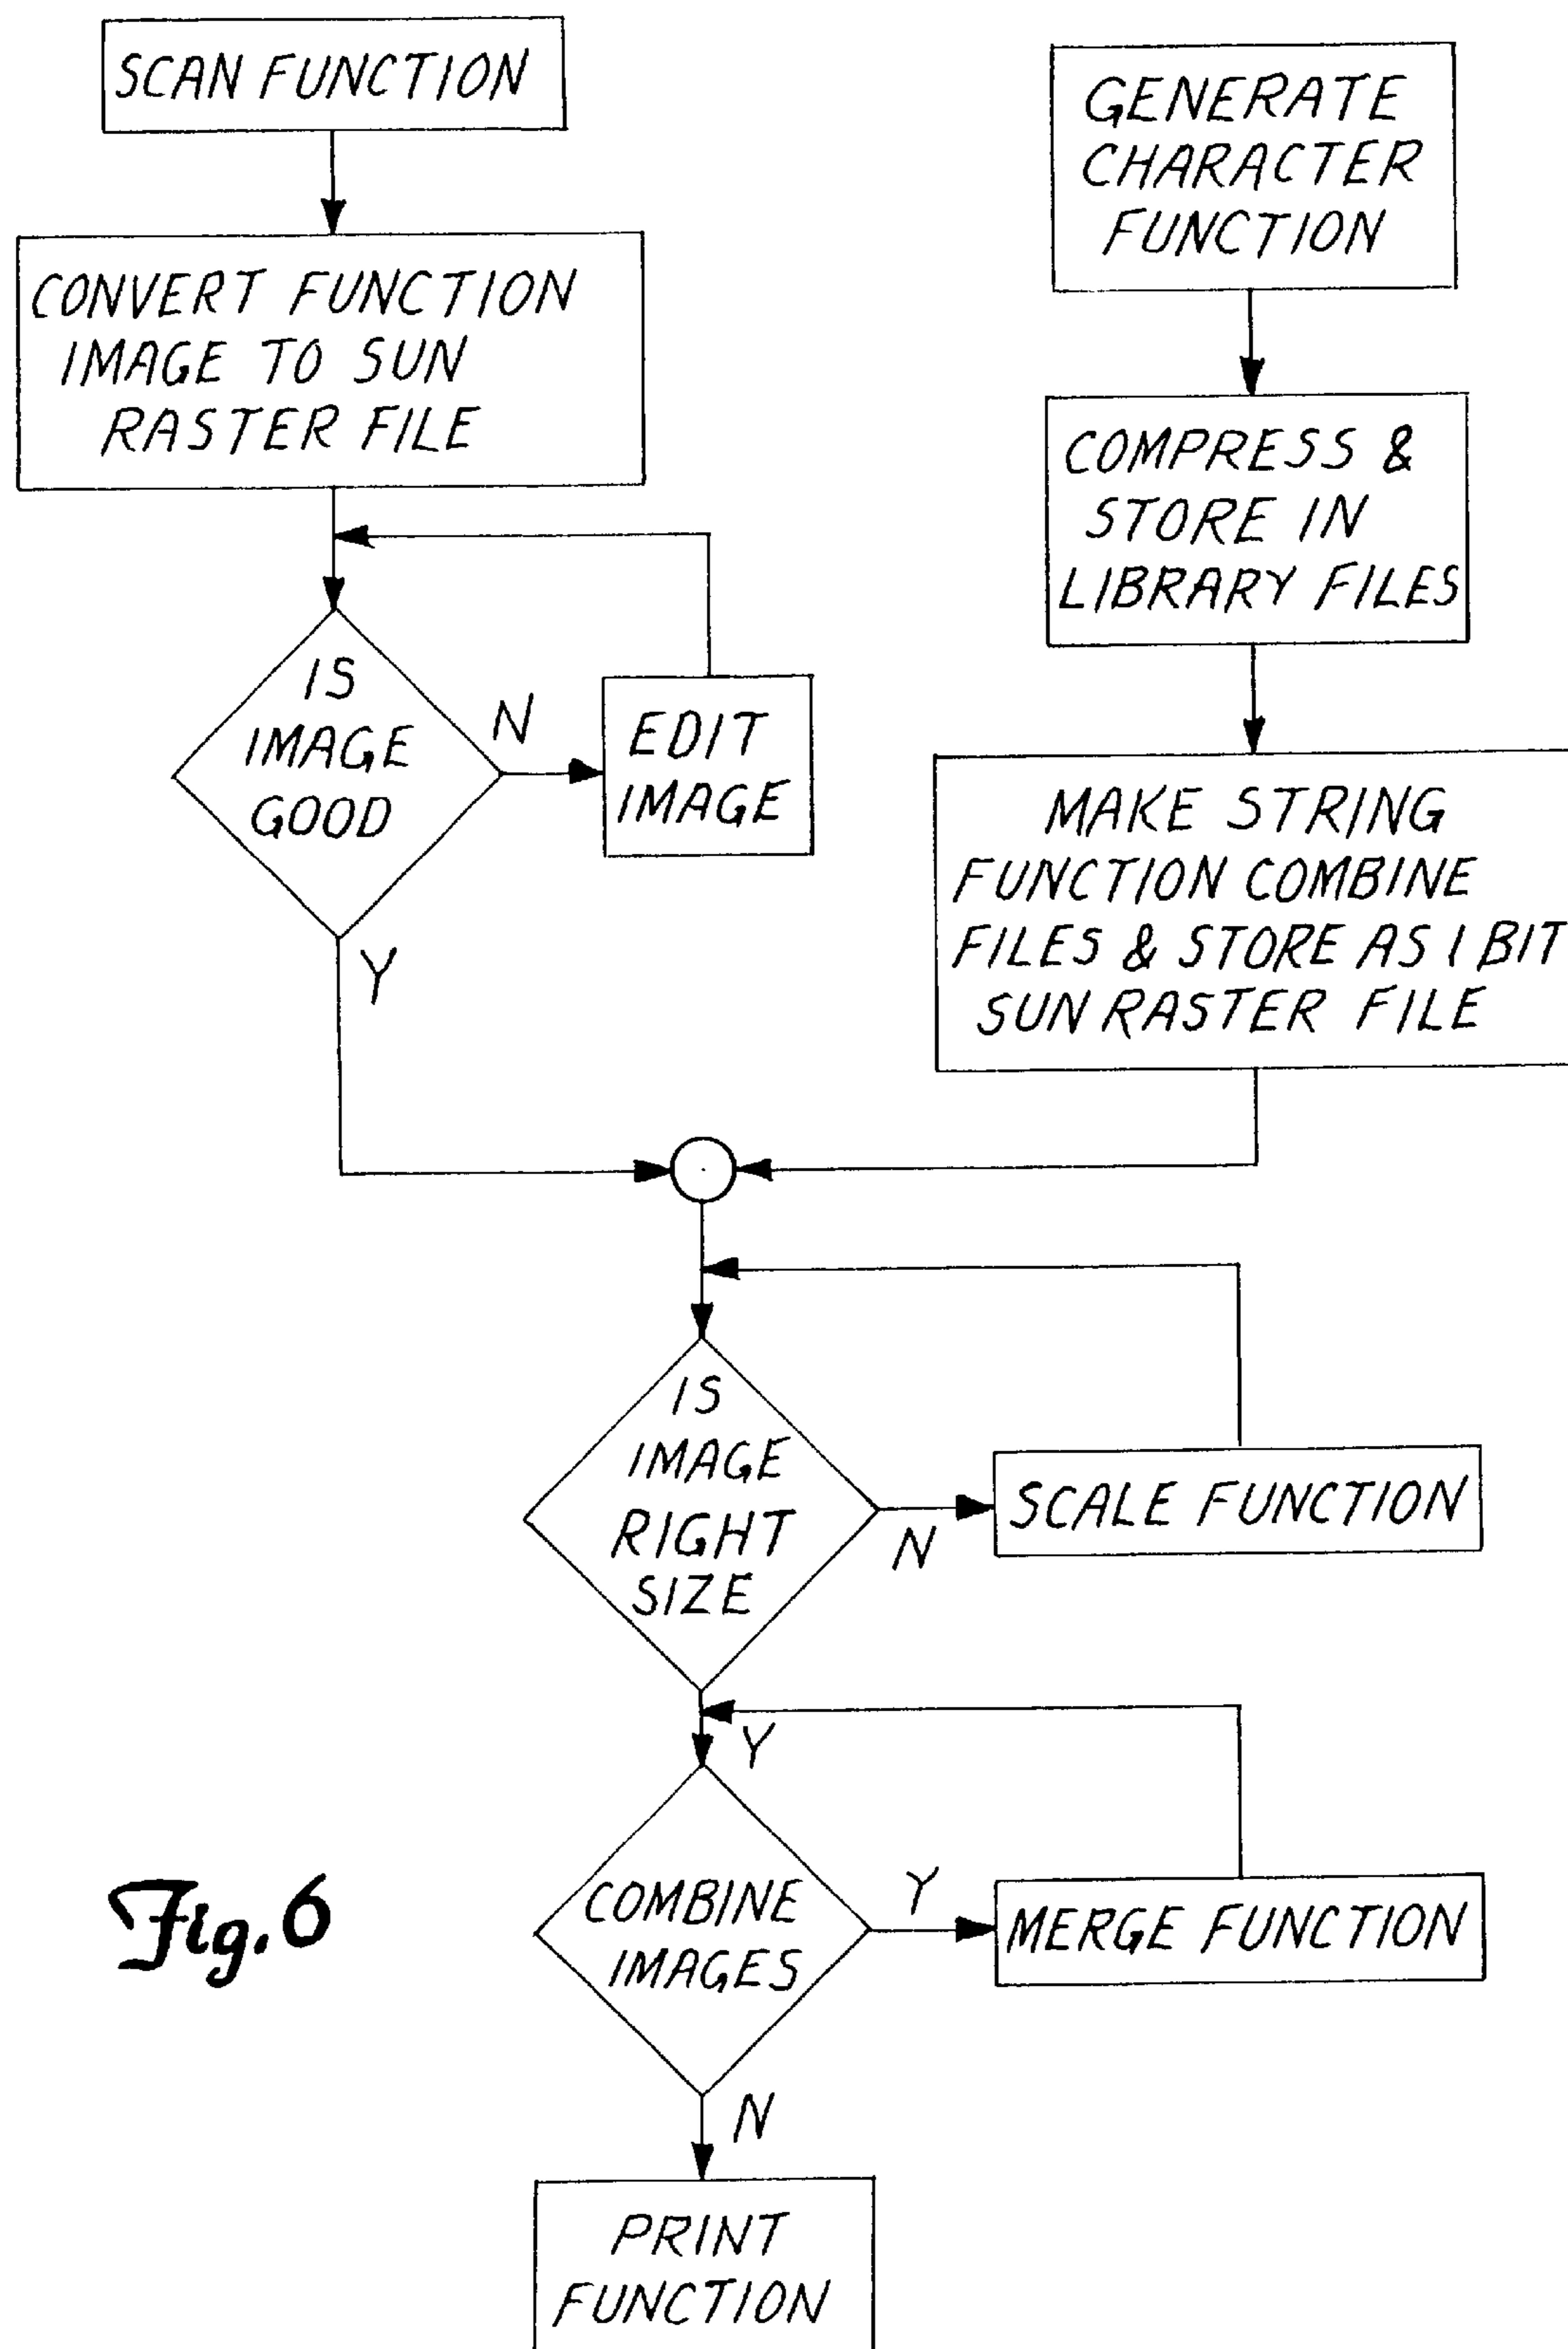 SCAN FUNCTION
CONVERT FUNCTION
IMAGE TO SUN
RASTER FILE
IS
IMAGE
GOOD
N
EDIT
IMAGE
Y
GENERATE
CHARACTER
FUNCTION
COMPRESS &
STORE IN
LIBRARY FILES
MAKE STRING
FUNCTION COMBINE
FILES & STORE AS 1 BIT
SUN RASTER FILE
IS
IMAGE
RIGHT
SIZE
N
SCALE FUNCTION
Y
COMBINE
IMAGES
Y
MERGE FUNCTION
N
PRINT
FUNCTION
Fig. 6